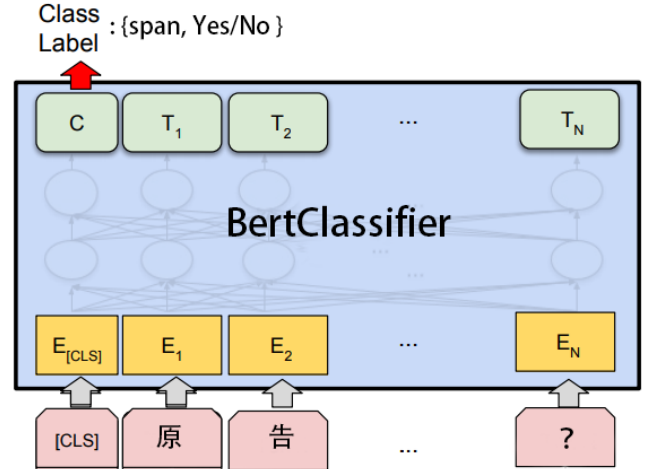 Class
Label : {span, Yes/No }
C T1 T2 ... TN
BertClassifier
...
...
E[CLS] E1 E2 ... EN
[CLS] 原 告 ... ?